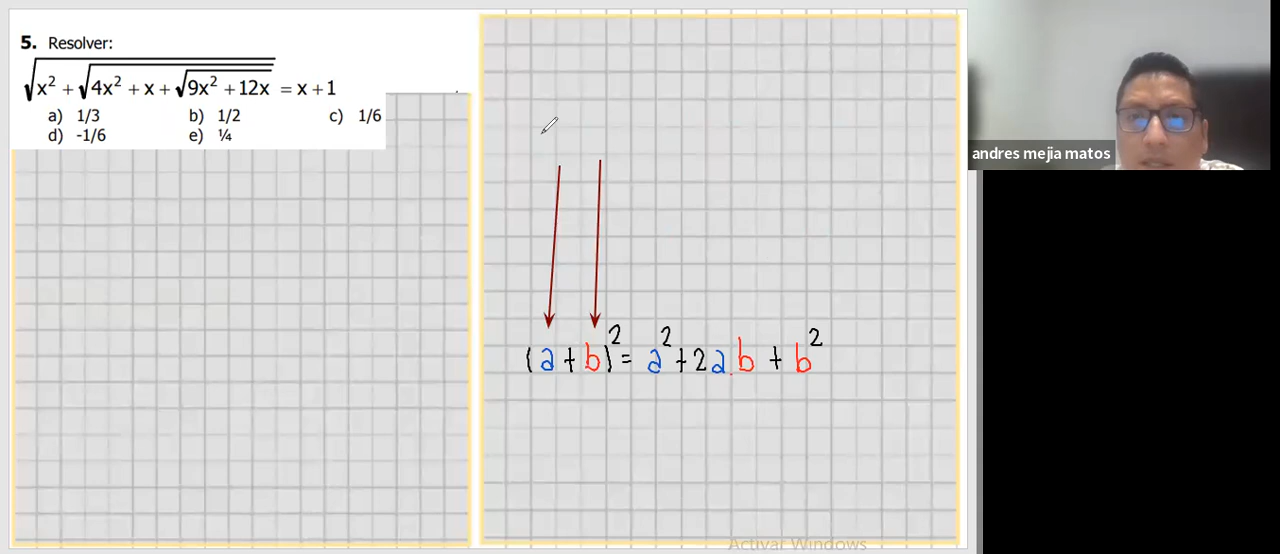 5. Resolver:
√(x² + √(4x² + x + √(9x² + 12x))) = x + 1
a) 1/3 b) 1/2 c) 1/6
d) -1/6 e) ¼
(a + b)² = a² + 2a.b + b²
andres mejia matos
Activar Windows